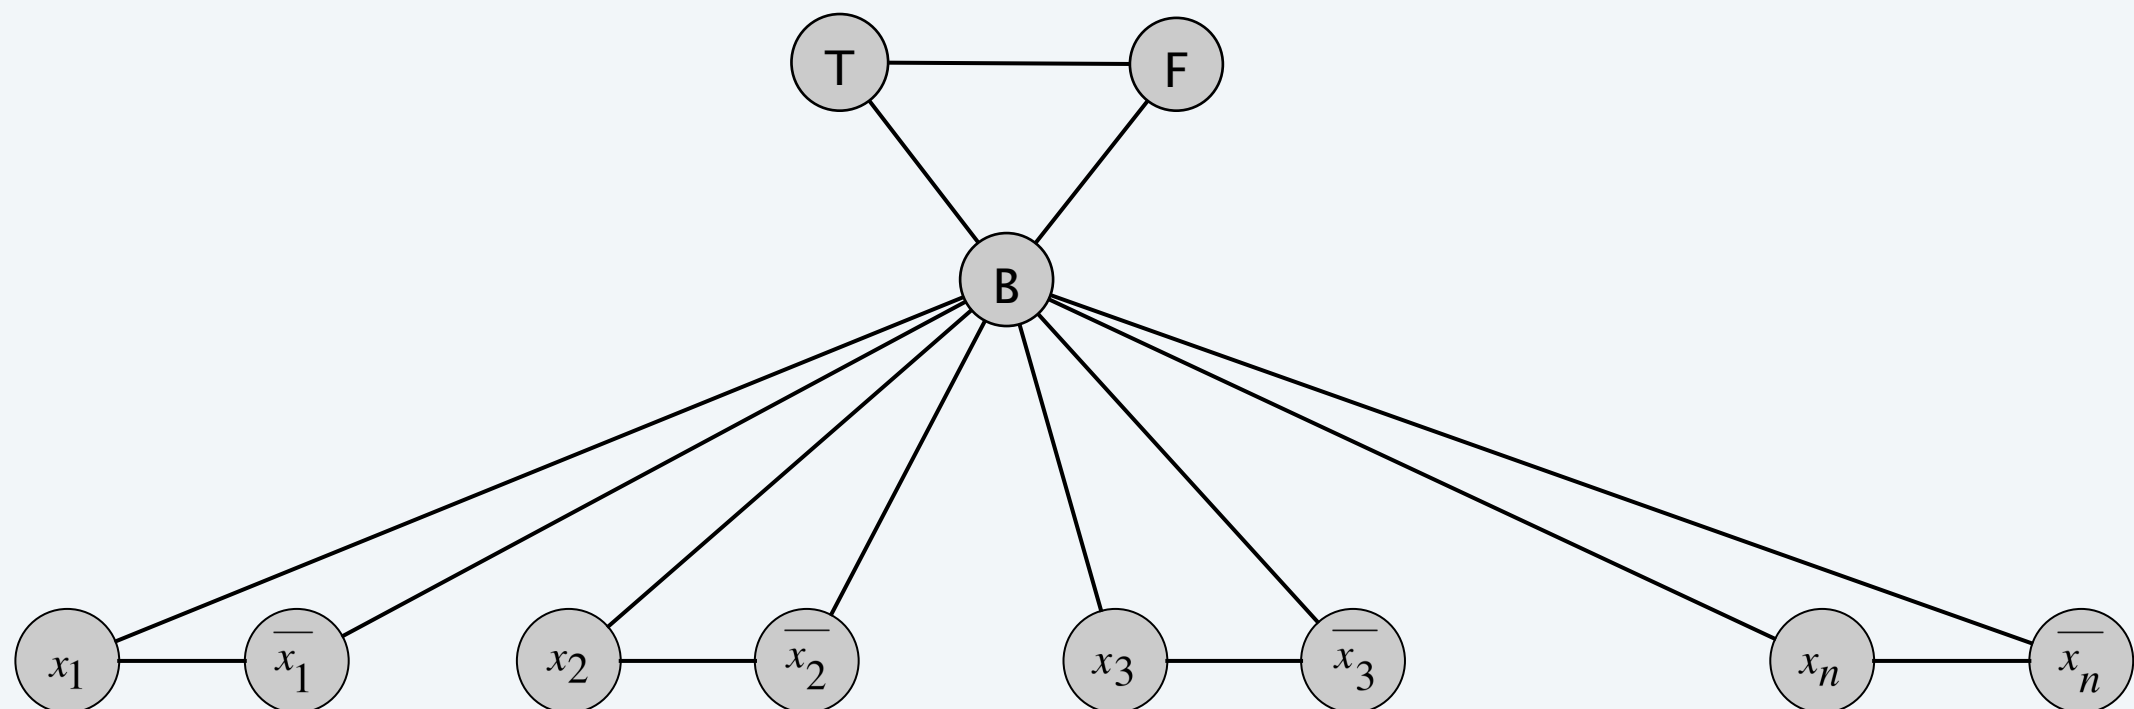 T F
B
x₁ x̅₁ x₂ x̅₂ x₃ x̅₃ xₙ x̅ₙ